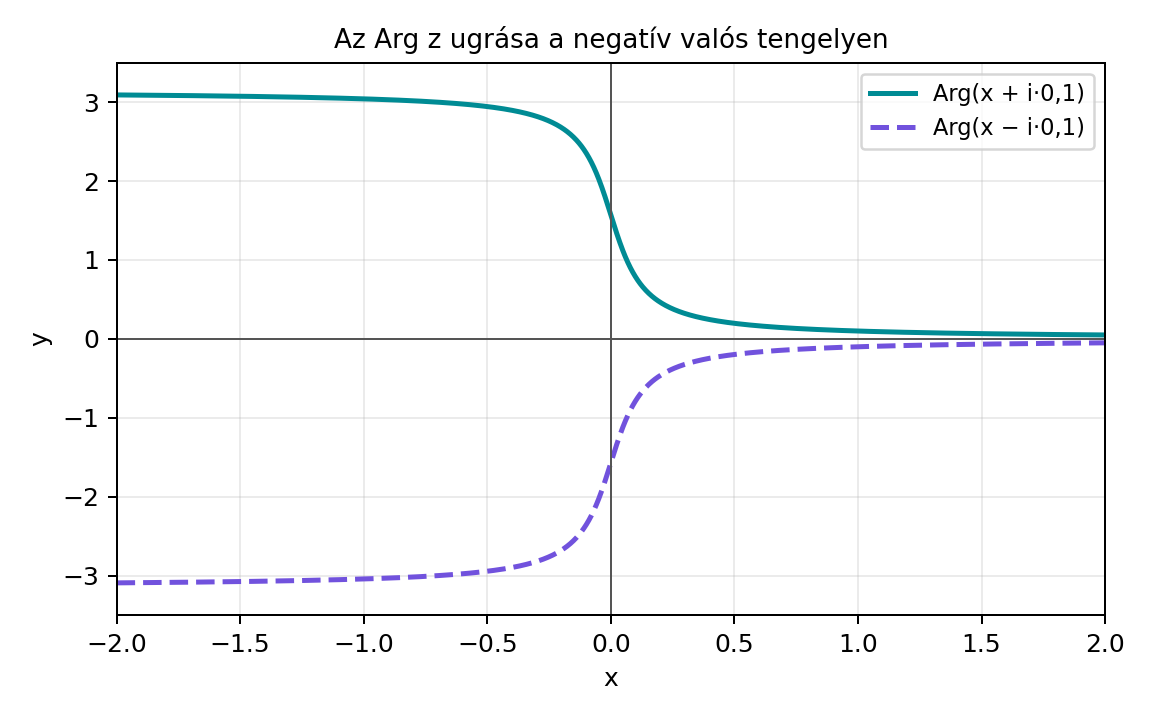 Az Arg z ugrása a negatív valós tengelyen
Arg(x + i·0,1)
Arg(x − i·0,1)
y
3
2
1
0
−1
−2
−3
−2.0 −1.5 −1.0 −0.5 0.0 0.5 1.0 1.5 2.0
x